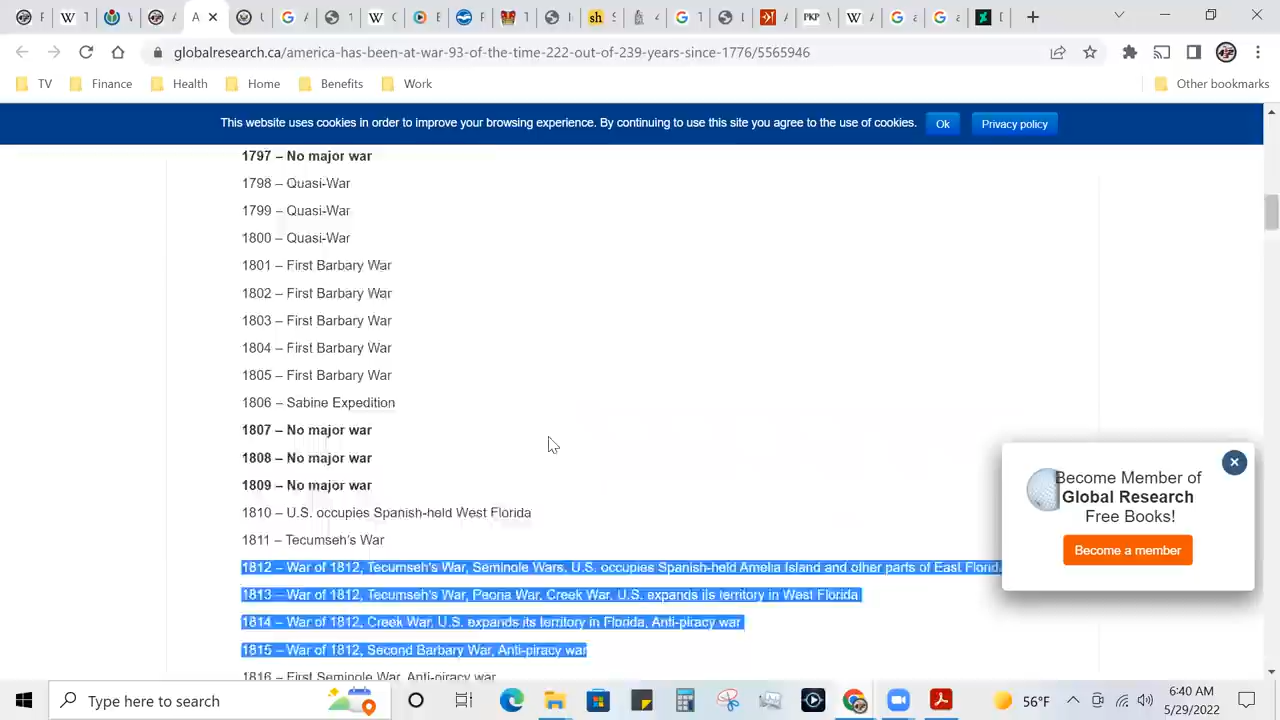 globalresearch.ca/america-has-been-at-war-93-of-the-time-222-out-of-239-years-since-1776/5565946
TV Finance Health Home Benefits Work Other bookmarks
This website uses cookies in order to improve your browsing experience. By continuing to use this site you agree to the use of cookies. Ok Privacy policy
1797 – No major war
1798 – Quasi-War
1799 – Quasi-War
1800 – Quasi-War
1801 – First Barbary War
1802 – First Barbary War
1803 – First Barbary War
1804 – First Barbary War
1805 – First Barbary War
1806 – Sabine Expedition
1807 – No major war
1808 – No major war
1809 – No major war
1810 – U.S. occupies Spanish-held West Florida
1811 – Tecumseh's War
1812 – War of 1812, Tecumseh's War, Seminole Wars, U.S. occupies Spanish-held Amelia Island and other parts of East
1813 – War of 1812, Tecumseh's War, Peoria War, Creek War, U.S. expands its territory in West Florida
1814 – War of 1812, Creek War, U.S. expands its territory in Florida, Anti-piracy war
1815 – War of 1812, Second Barbary War, Anti-piracy war
1816 – First Seminole War, Anti-piracy war
Become Member of
Global Research
Free Books!
Become a member
Type here to search
56°F
6:40 AM
5/29/2022